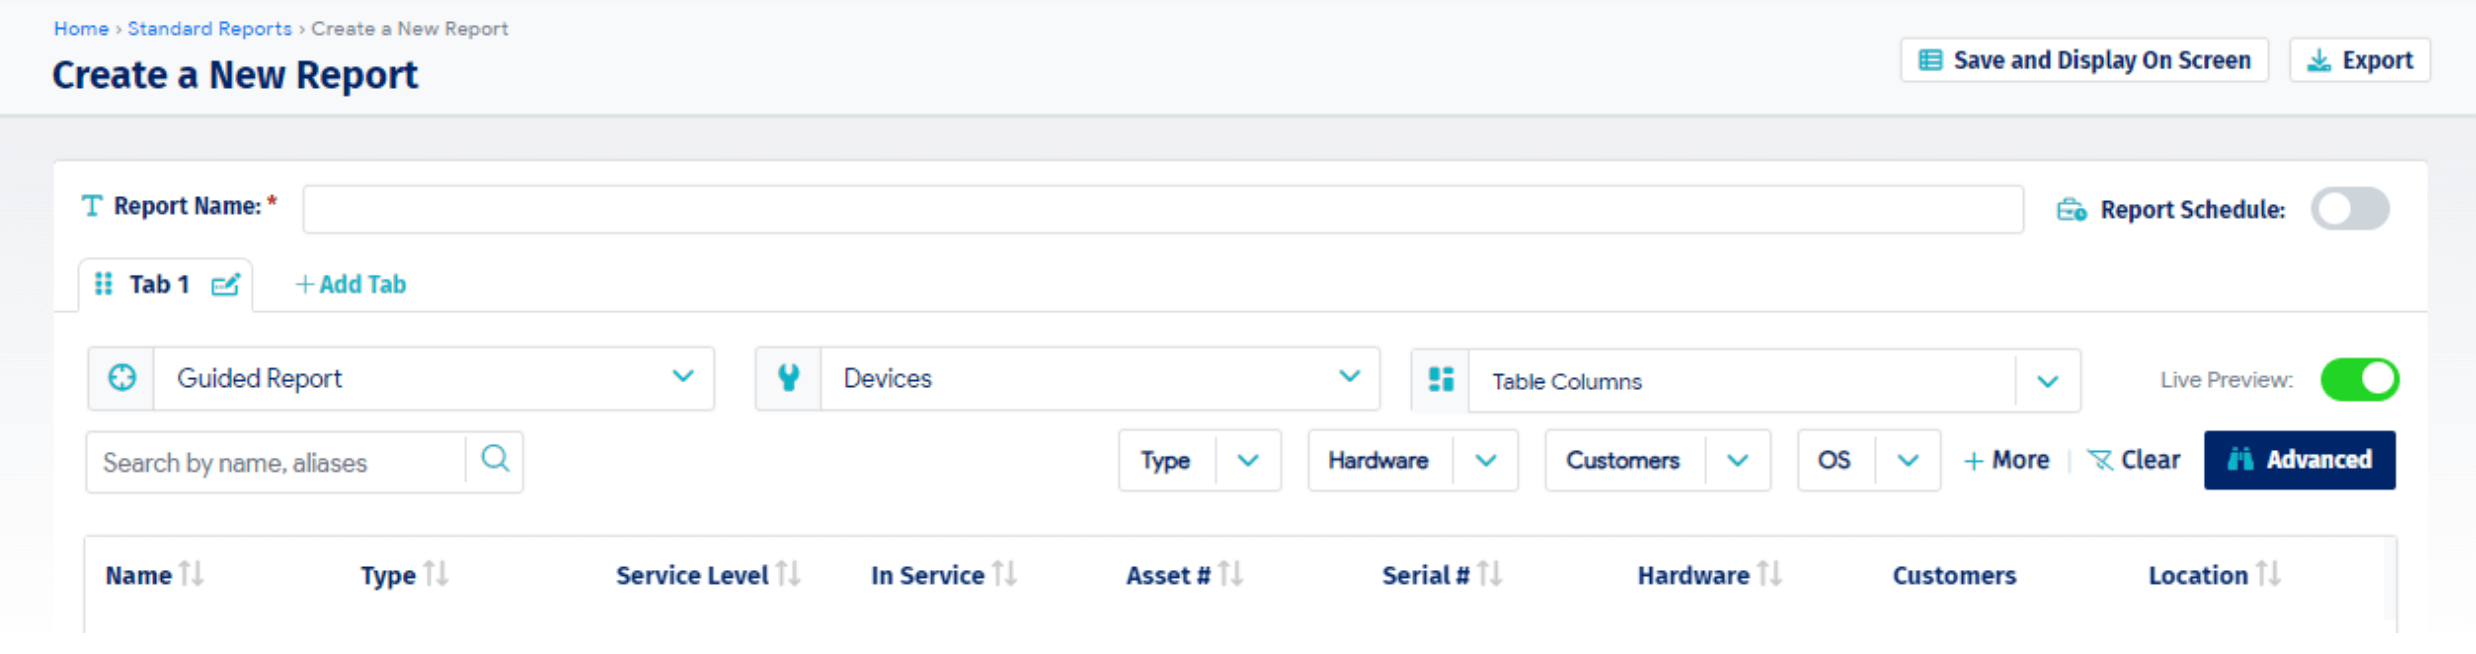 Home › Standard Reports › Create a New Report
Create a New Report
Save and Display On Screen
Export
Report Name: *
Report Schedule:
Tab 1
+ Add Tab
Guided Report
Devices
Table Columns
Live Preview:
Search by name, aliases
Type
Hardware
Customers
OS
+ More
Clear
Advanced
Name
Type
Service Level
In Service
Asset #
Serial #
Hardware
Customers
Location